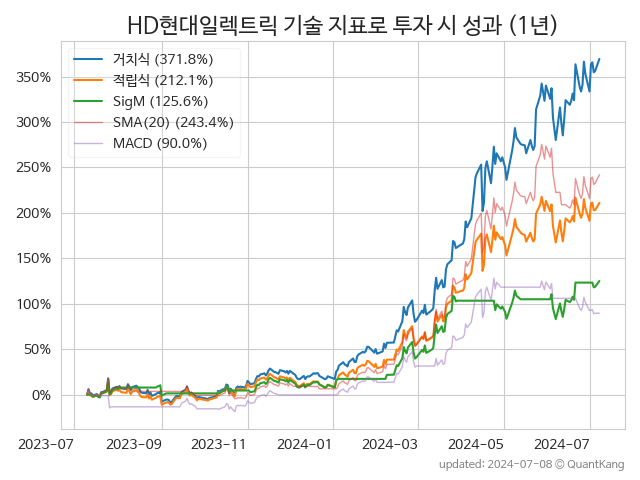 HD현대일렉트릭 기술 지표로 투자 시 성과 (1년)
거치식 (371.8%)
적립식 (212.1%)
SigM (125.6%)
SMA(20) (243.4%)
MACD (90.0%)
350%
300%
250%
200%
150%
100%
50%
0%
2023-07
2023-09
2023-11
2024-01
2024-03
2024-05
2024-07
updated: 2024-07-08 © QuantKang